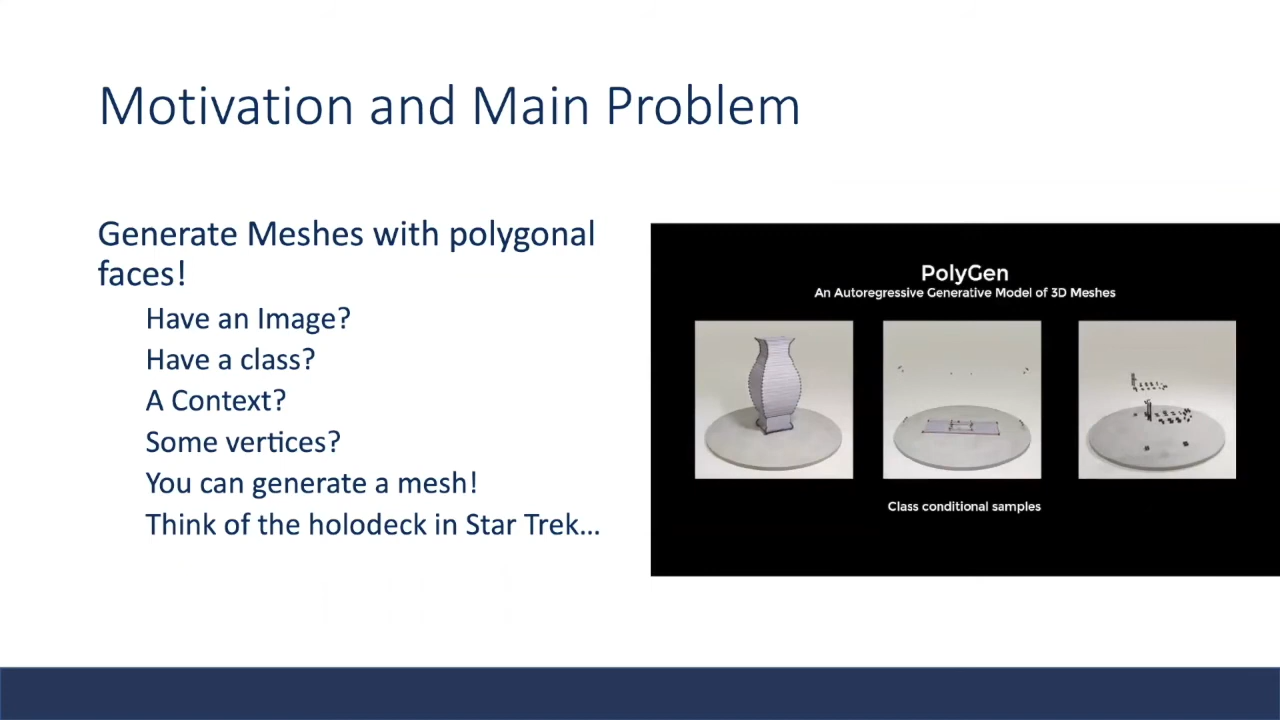 Motivation and Main Problem
Generate Meshes with polygonal
faces!
Have an Image?
Have a class?
A Context?
Some vertices?
You can generate a mesh!
Think of the holodeck in Star Trek...
PolyGen
An Autoregressive Generative Model of 3D Meshes
Class conditional samples